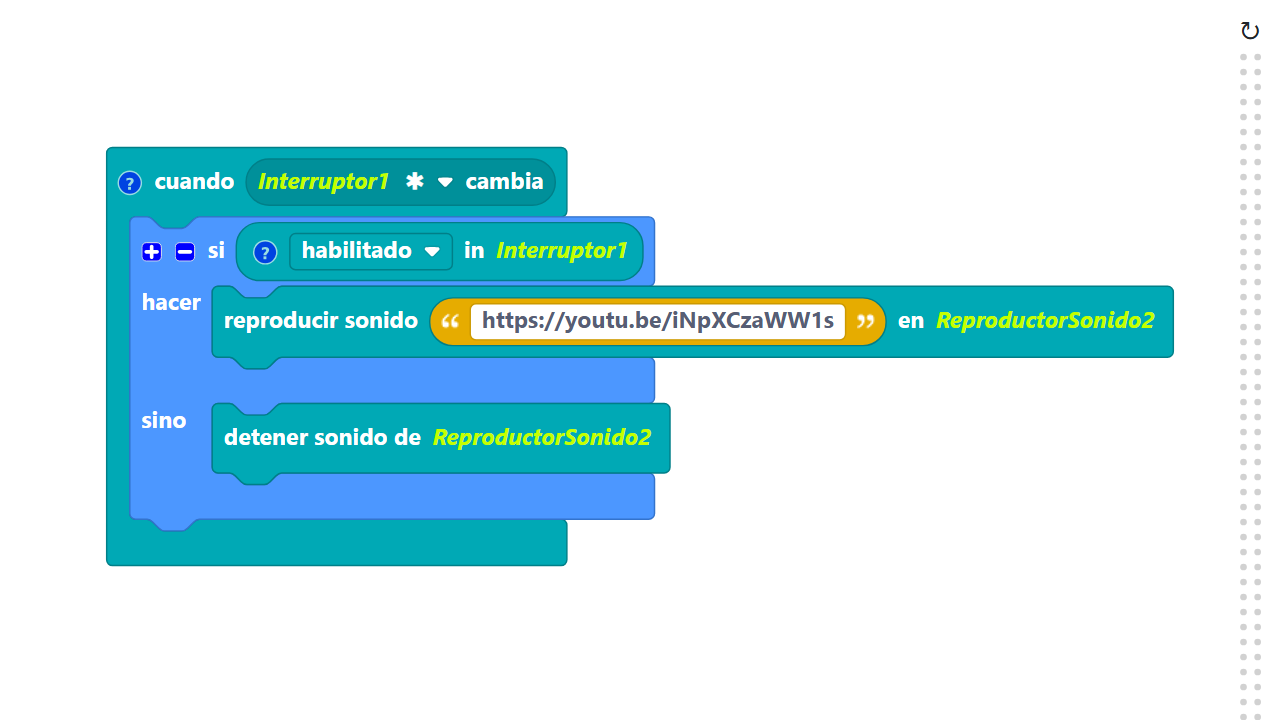 ? cuando Interruptor1 ✱ cambia
+ − si ? habilitado in Interruptor1
hacer reproducir sonido “ https://youtu.be/iNpXCzaWW1s ” en ReproductorSonido2
sino detener sonido de ReproductorSonido2